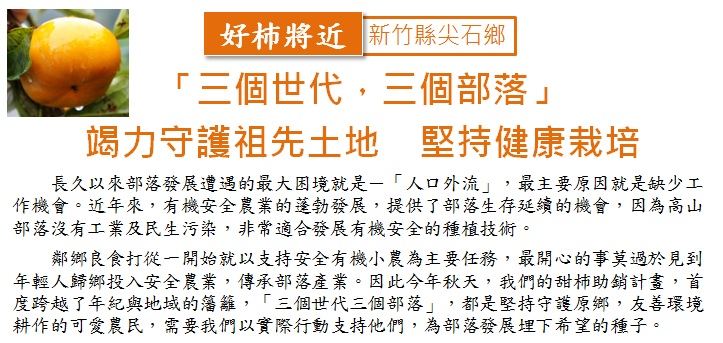 好柿將近 新竹縣尖石鄉
「三個世代，三個部落」
竭力守護祖先土地　堅持健康栽培
長久以來部落發展遭遇的最大困境就是－「人口外流」，最主要原因就是缺少工
作機會。近年來，有機安全農業的蓬勃發展，提供了部落生存延續的機會，因為高山
部落沒有工業及民生污染，非常適合發展有機安全的種植技術。
鄰鄉良食打從一開始就以支持安全有機小農為主要任務，最開心的事莫過於見到
年輕人歸鄉投入安全農業，傳承部落產業。因此今年秋天，我們的甜柿助銷計畫，首
度跨越了年紀與地域的籓籬，「三個世代三個部落」，都是堅持守護原鄉，友善環境
耕作的可愛農民，需要我們以實際行動支持他們，為部落發展埋下希望的種子。